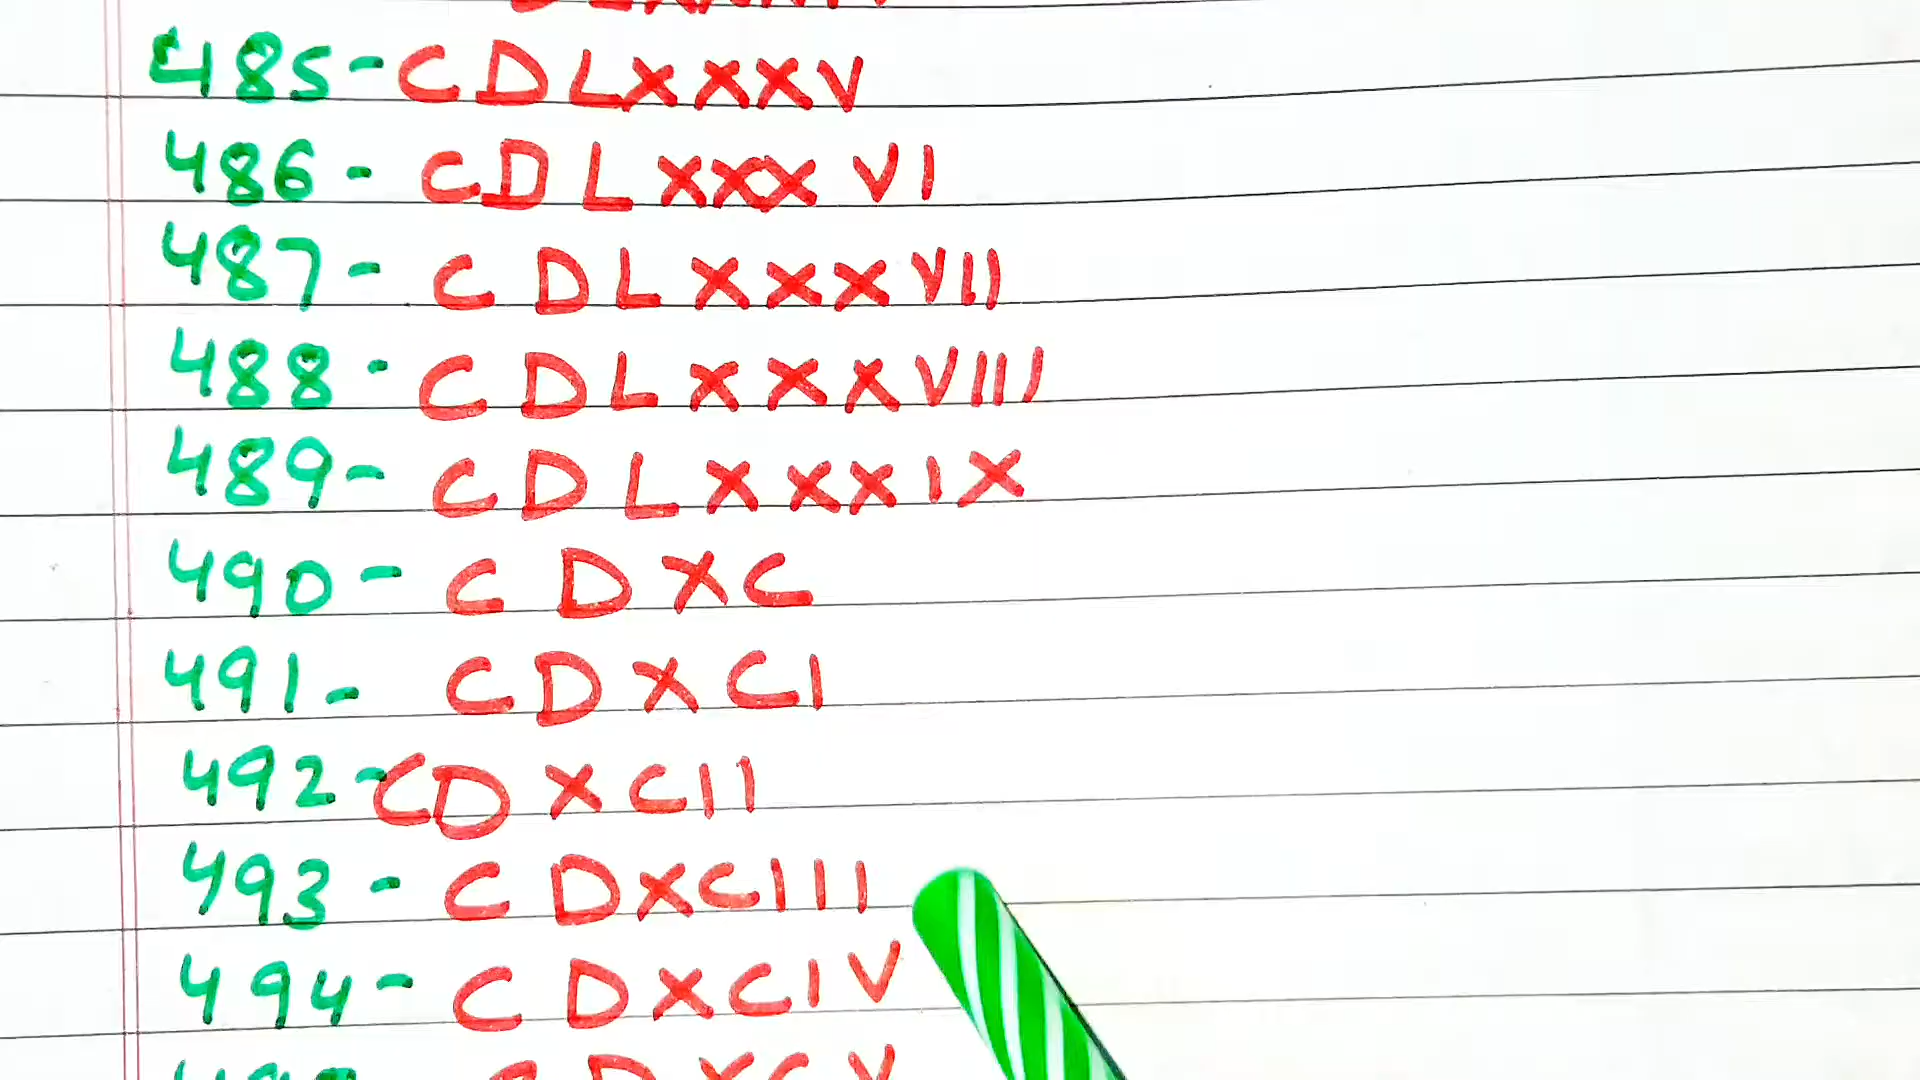 485-CDLXXXV
486- CDLXXXVI
487- CDLXXXVII
488- CDLXXXVIII
489- CDLXXXIX
490- CDXC
491- CDXCI
492-CDXCII
493- CDXCIII
494- CDXCIV